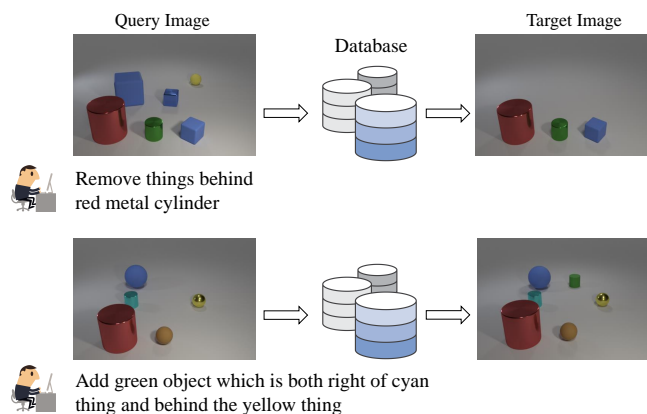 Query Image
Target Image
Database
Remove things behind
red metal cylinder
Add green object which is both right of cyan
thing and behind the yellow thing